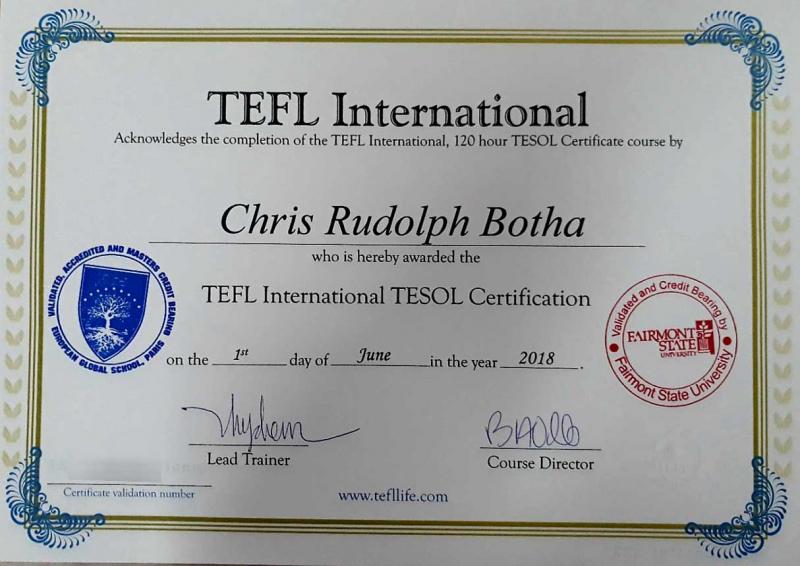 TEFL International
Acknowledges the completion of the TEFL International, 120 hour TESOL Certificate course by
Chris Rudolph Botha
who is hereby awarded the
TEFL International TESOL Certification
VALIDATED, ACCREDITED AND MASTERS CREDIT BEARING
EUROPEAN GLOBAL SCHOOL, PARIS
Validated and Credit Bearing by
FAIRMONT STATE
UNIVERSITY
Fairmont State University
on the 1st day of June in the year 2018.
Lead Trainer
Course Director
Certificate validation number
www.tefllife.com